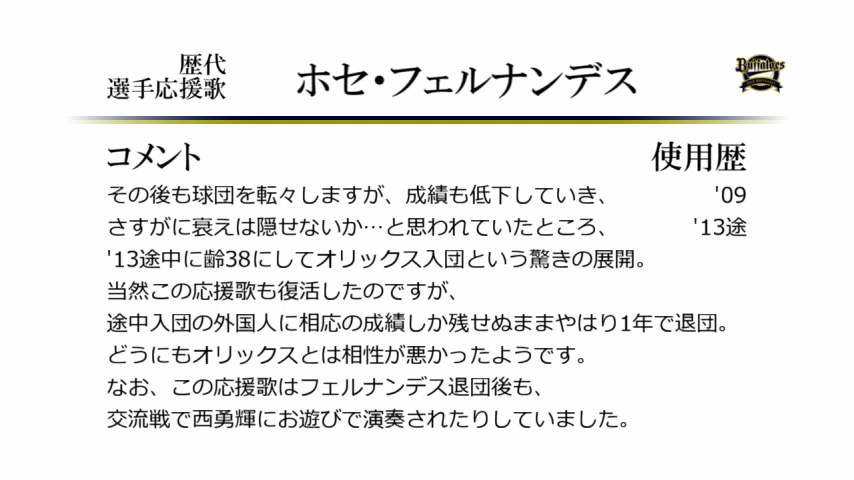 歴代
選手応援歌
ホセ・フェルナンデス
Buffaloes
コメント
使用歴
その後も球団を転々しますが、成績も低下していき、 '09
さすがに衰えは隠せないか…と思われていたところ、 '13途
'13途中に齢38にしてオリックス入団という驚きの展開。
当然この応援歌も復活したのですが、
途中入団の外国人に相応の成績しか残せぬままやはり1年で退団。
どうにもオリックスとは相性が悪かったようです。
なお、この応援歌はフェルナンデス退団後も、
交流戦で西勇輝にお遊びで演奏されたりしていました。